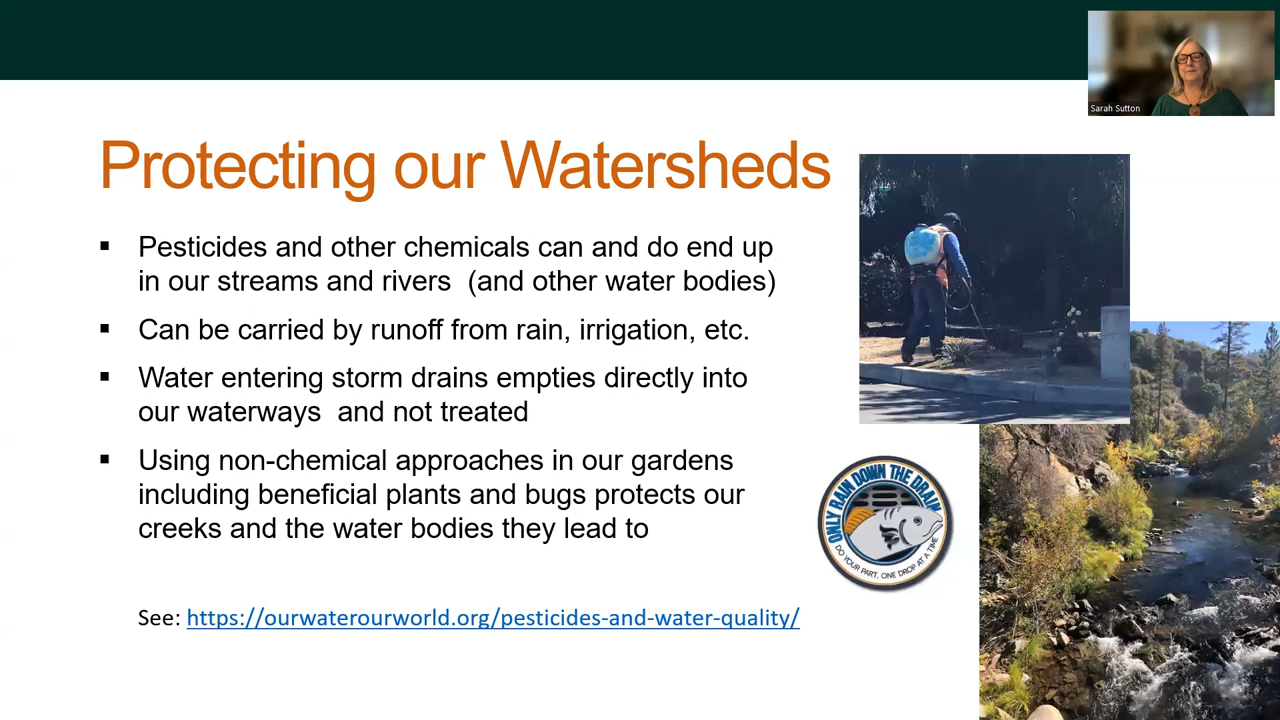 Sarah Sutton
Protecting our Watersheds
▪ Pesticides and other chemicals can and do end up
in our streams and rivers (and other water bodies)
▪ Can be carried by runoff from rain, irrigation, etc.
▪ Water entering storm drains empties directly into
our waterways and not treated
▪ Using non-chemical approaches in our gardens
including beneficial plants and bugs protects our
creeks and the water bodies they lead to
ONLY RAIN DOWN THE DRAIN
DO YOUR PART, ONE DROP AT A TIME
See: https://ourwaterourworld.org/pesticides-and-water-quality/